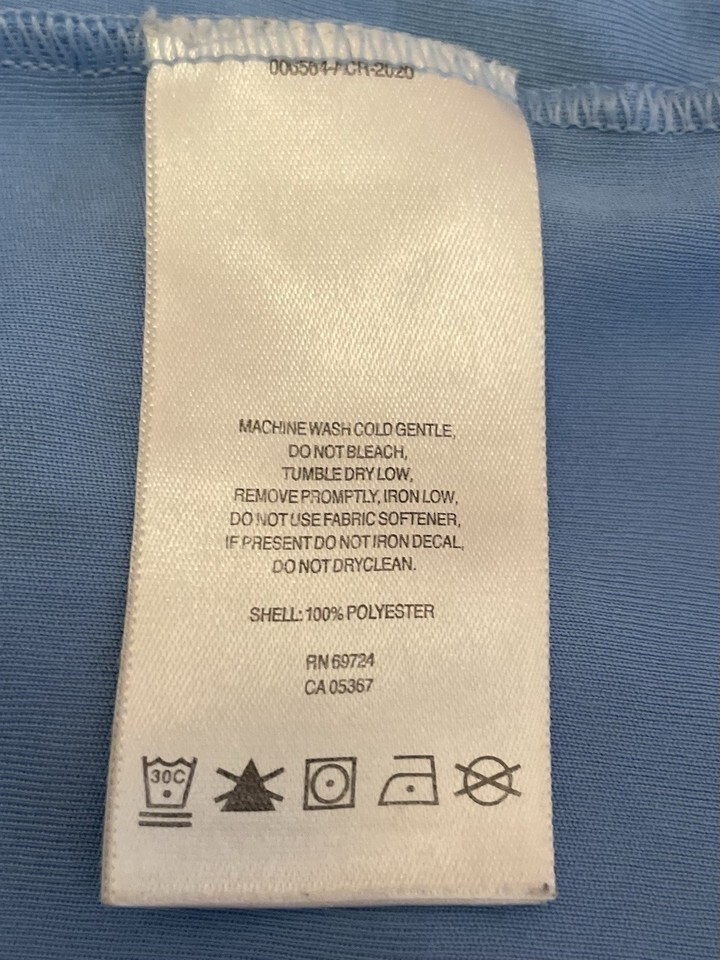 MACHINE WASH COLD GENTLE,
DO NOT BLEACH,
TUMBLE DRY LOW,
REMOVE PROMPTLY, IRON LOW,
DO NOT USE FABRIC SOFTENER,
IF PRESENT DO NOT IRON DECAL,
DO NOT DRYCLEAN.
SHELL: 100% POLYESTER
RN 69724
CA 05367
30C